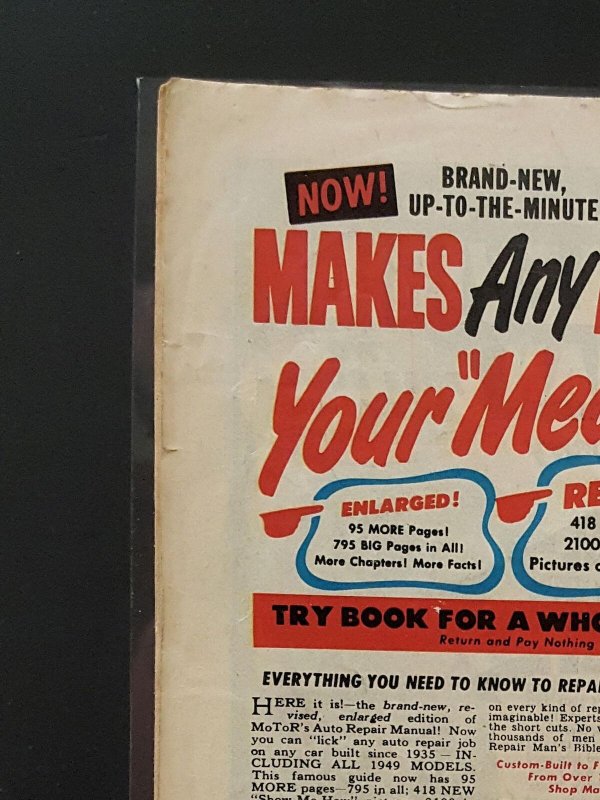 NOW!
BRAND-NEW,
UP-TO-THE-MINUTE
MAKES Any
Your "Mec
ENLARGED!
95 MORE Pages!
795 BIG Pages in All!
More Chapters! More Facts!
RE
418
2100
Pictures
TRY BOOK FOR A WHO
Return and Pay Nothing
EVERYTHING YOU NEED TO KNOW TO REPA
HERE it is!—the brand-new, re-
vised, enlarged edition of
MoToR's Auto Repair Manual! Now
you can "lick" any auto repair job
on any car built since 1935 — IN-
CLUDING ALL 1949 MODELS.
This famous guide now has 95
MORE pages—795 in all; 418 NEW
on every kind of rep
imaginable! Experts
the short cuts. No
thousands of men
Repair Man's Bible
Custom-Built to F
From Over
Shop Ma